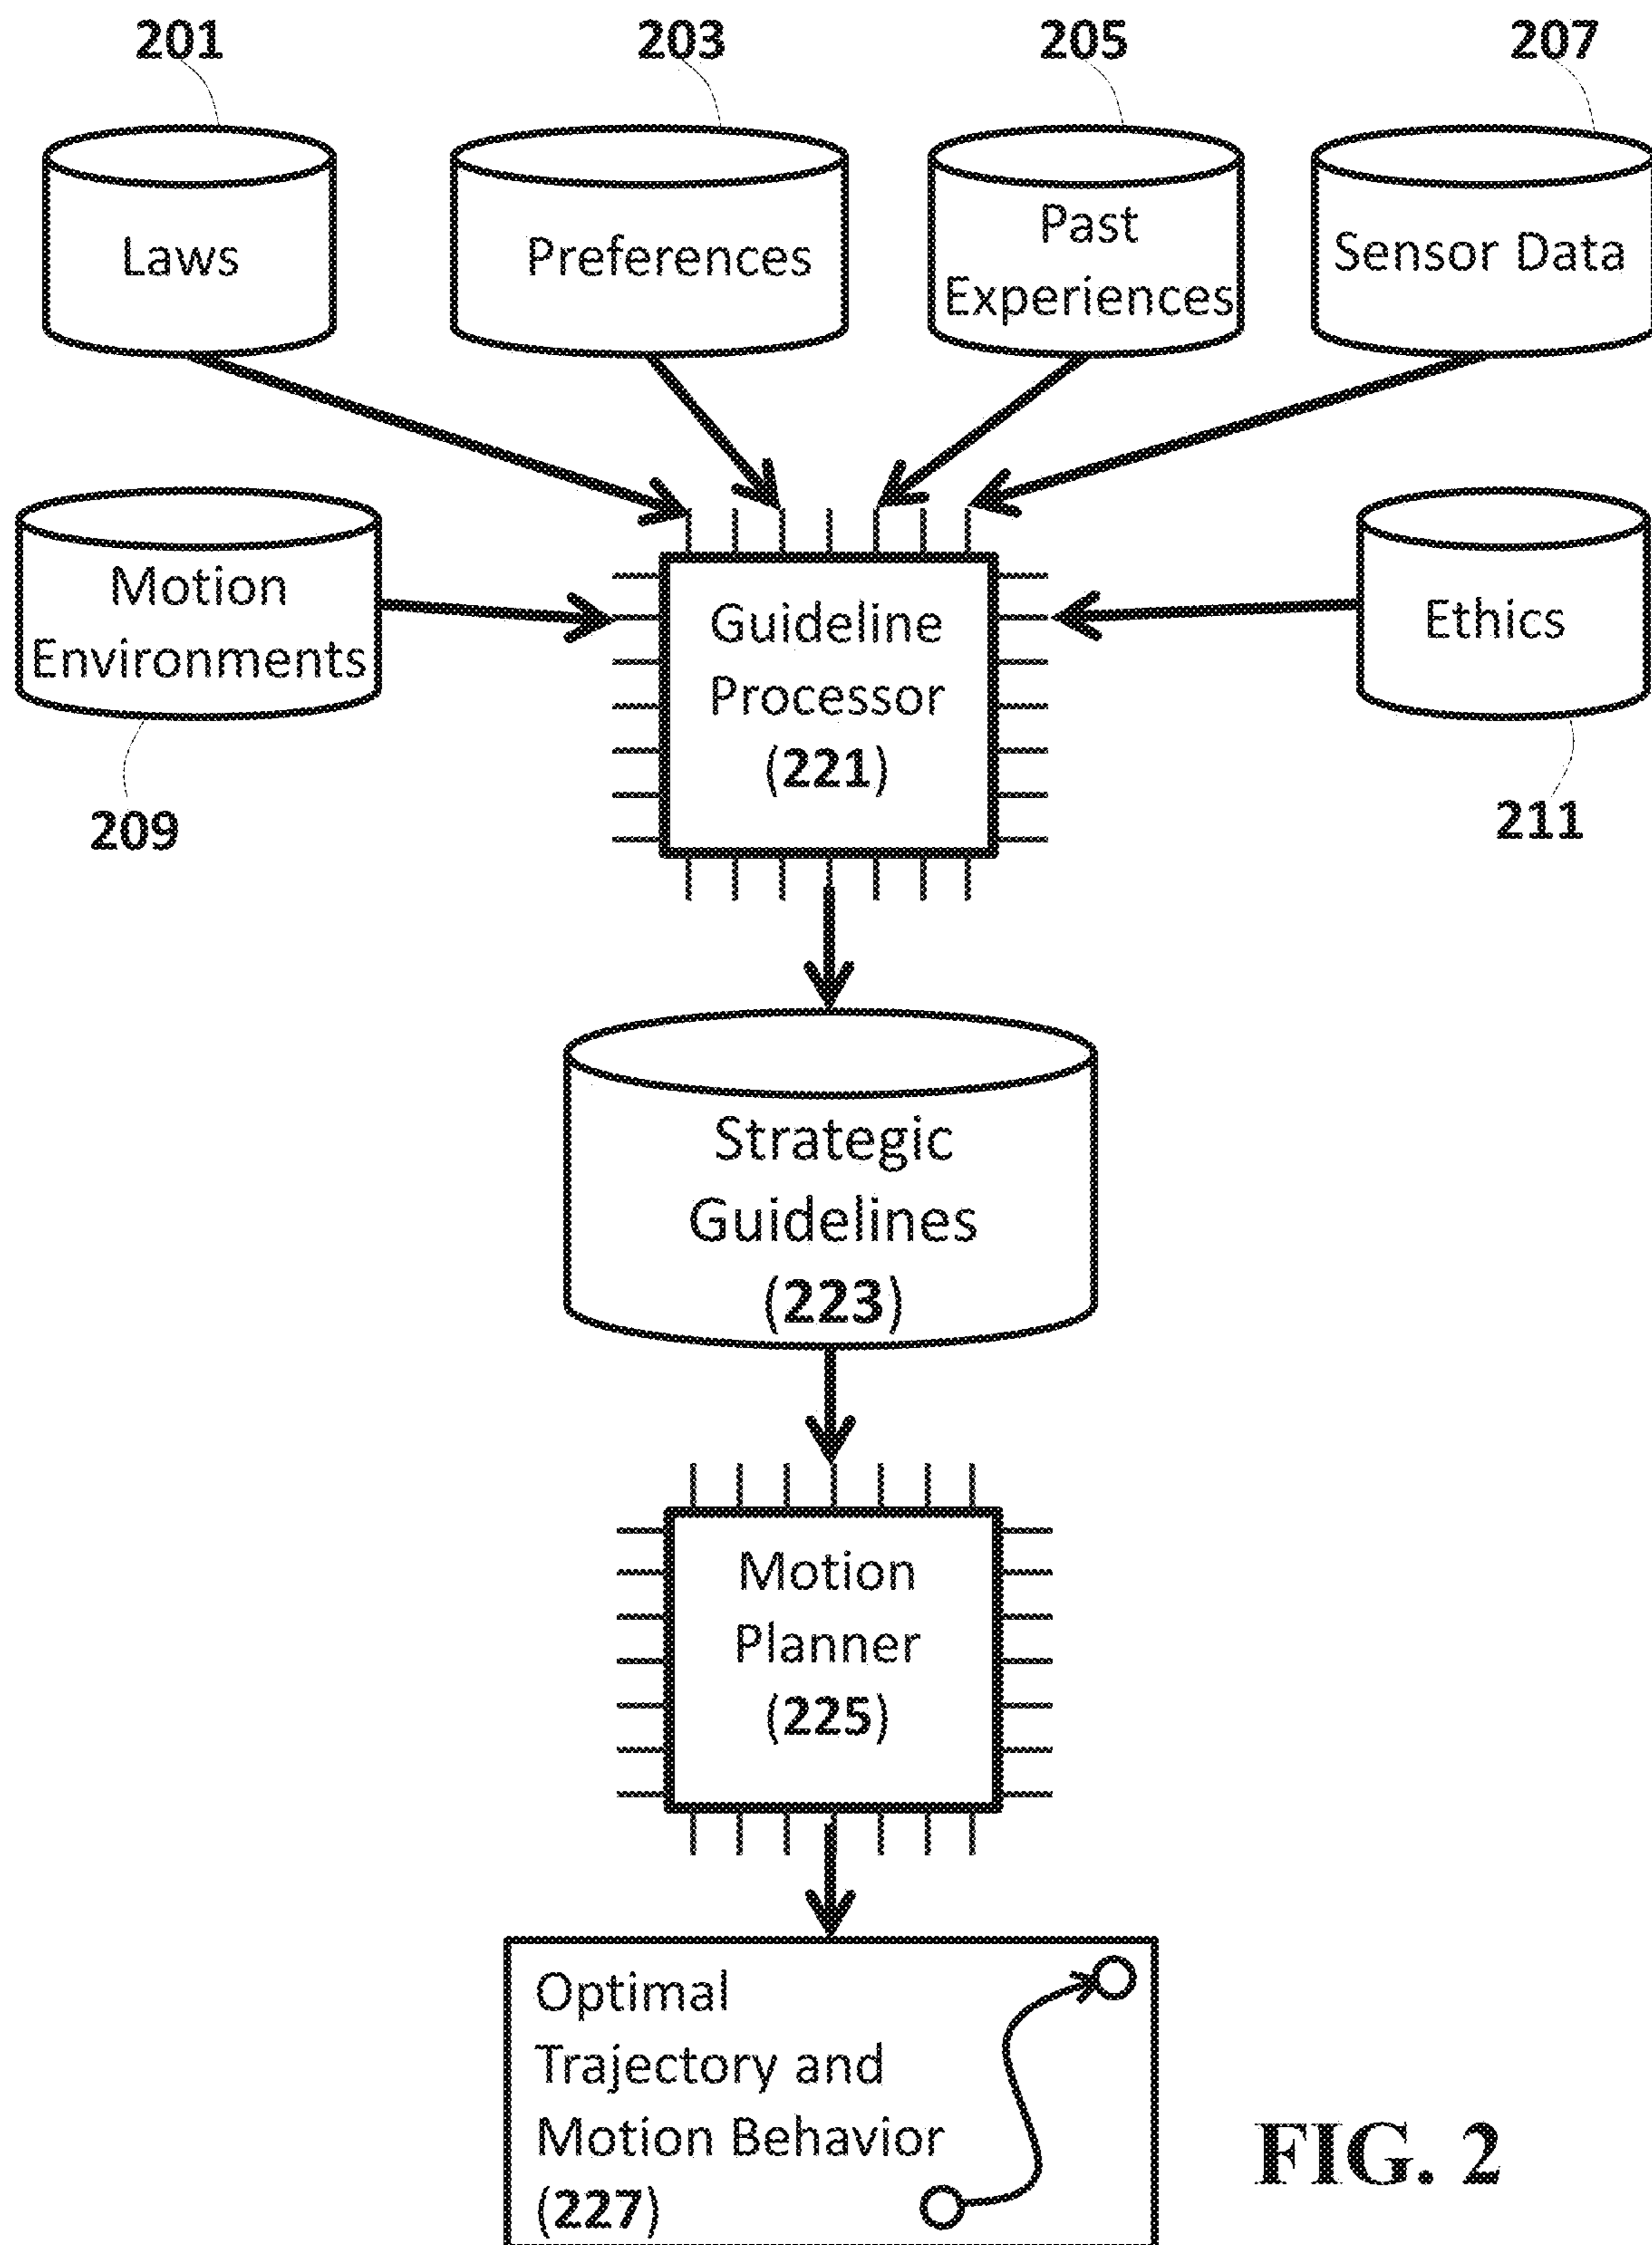 201
203
205
207
Laws
Preferences
Past
Experiences
Sensor Data
Motion
Environments
209
Guideline
Processor
(221)
Ethics
211
Strategic
Guidelines
(223)
Motion
Planner
(225)
Optimal
Trajectory and
Motion Behavior
(227)
FIG. 2